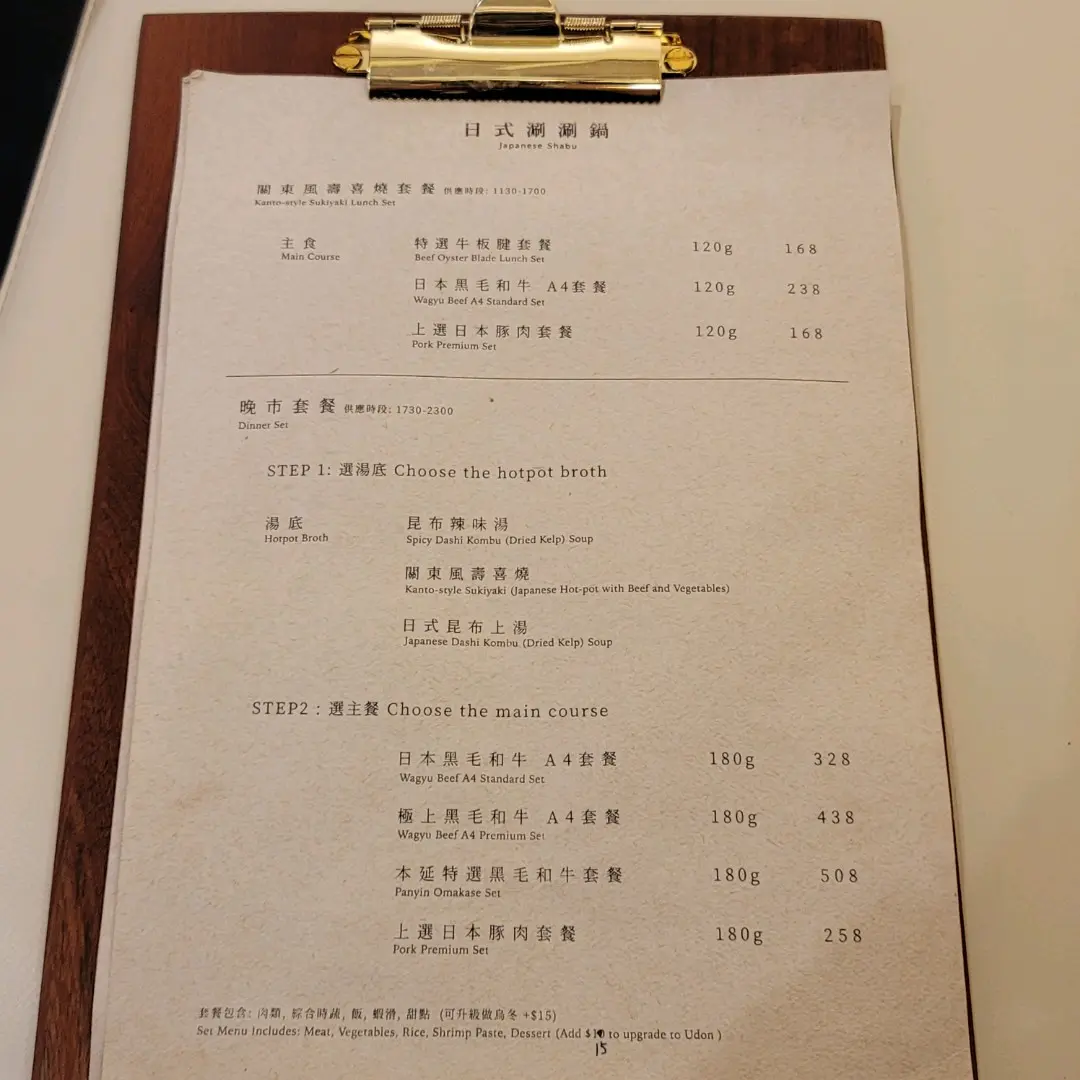 日式涮涮鍋
Japanese Shabu
關東風壽喜燒套餐 供應時段: 1130-1700
Kanto-style Sukiyaki Lunch Set
主食 特選牛板腱套餐 120g 168
Main Course Beef Oyster Blade Lunch Set
日本黑毛和牛 A4套餐 120g 238
Wagyu Beef A4 Standard Set
上選日本豚肉套餐 120g 168
Pork Premium Set
晚市套餐 供應時段: 1730-2300
Dinner Set
STEP 1: 選湯底 Choose the hotpot broth
湯底 昆布辣味湯
Hotpot Broth Spicy Dashi Kombu (Dried Kelp) Soup
關東風壽喜燒
Kanto-style Sukiyaki (Japanese Hot-pot with Beef and Vegetables)
日式昆布上湯
Japanese Dashi Kombu (Dried Kelp) Soup
STEP2 : 選主餐 Choose the main course
日本黑毛和牛 A4套餐 180g 328
Wagyu Beef A4 Standard Set
極上黑毛和牛 A4套餐 180g 438
Wagyu Beef A4 Premium Set
本延特選黑毛和牛套餐 180g 508
Panyin Omakase Set
上選日本豚肉套餐 180g 258
Pork Premium Set
套餐包含: 肉類, 綜合時蔬, 飯, 蝦滑, 甜點 (可升級做烏冬 +$15)
Set Menu Includes: Meat, Vegetables, Rice, Shrimp Paste, Dessert (Add $10 to upgrade to Udon )
15